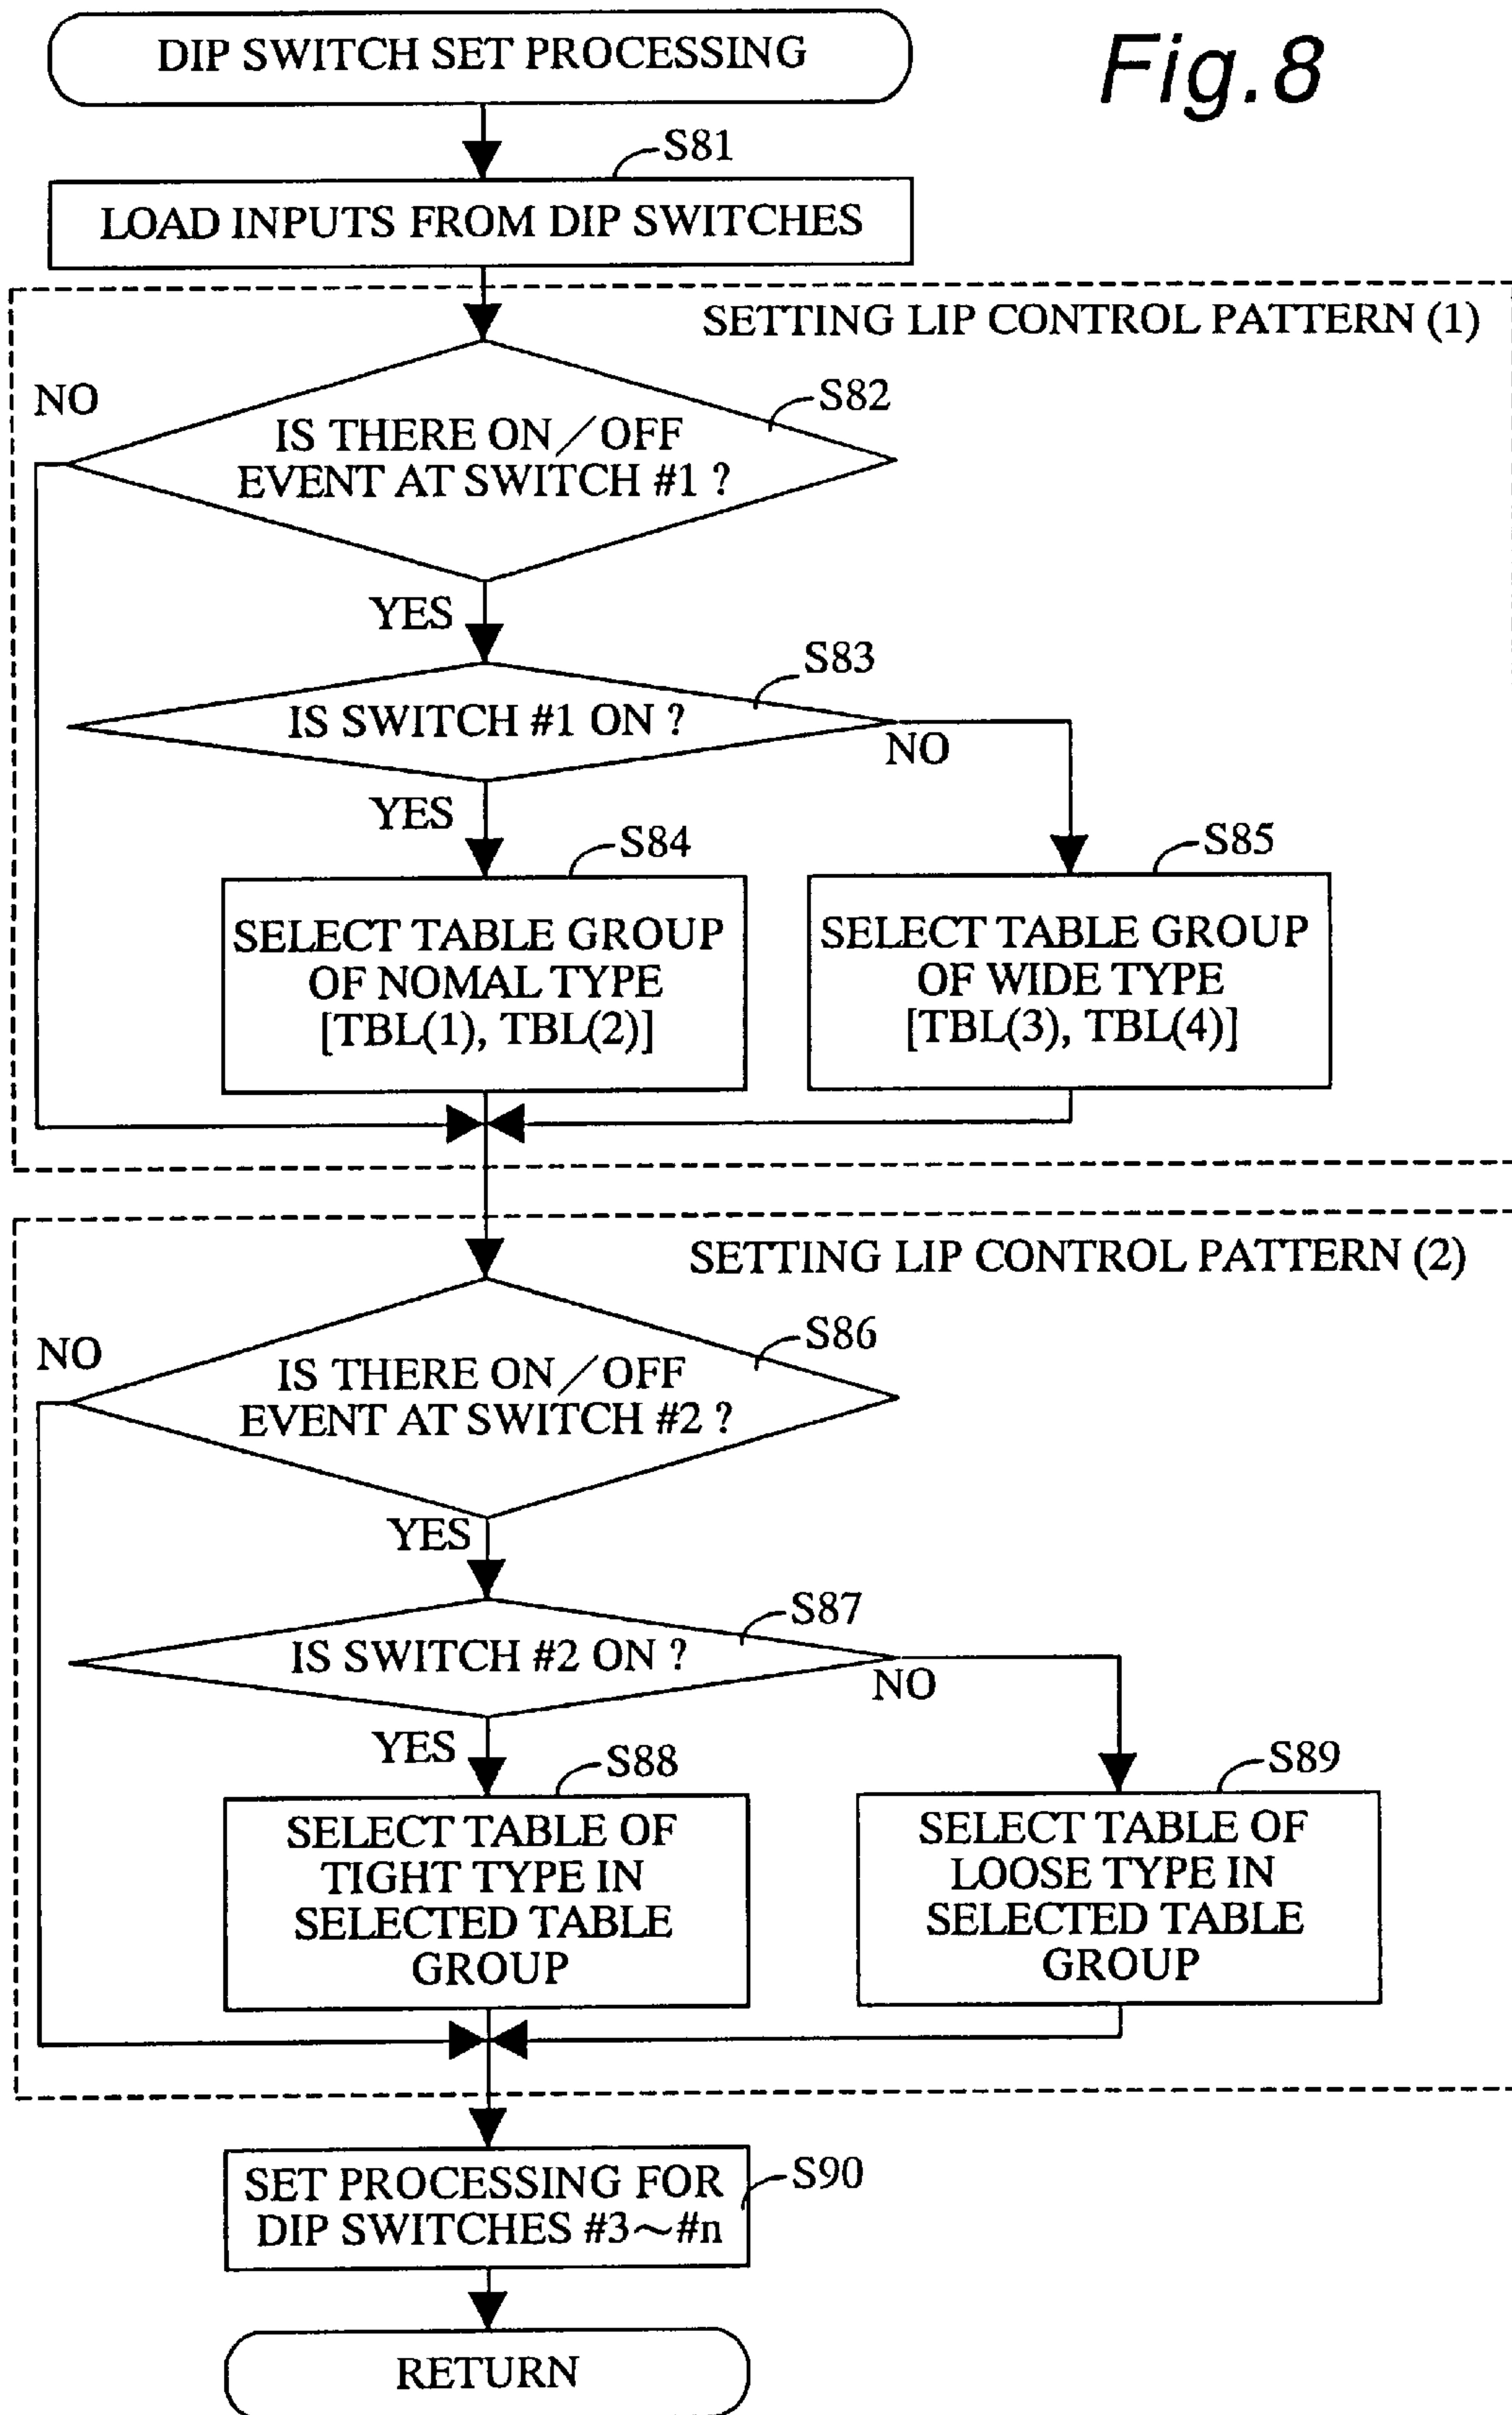 DIP SWITCH SET PROCESSING
Fig.8
S81
LOAD INPUTS FROM DIP SWITCHES
SETTING LIP CONTROL PATTERN (1)
NO
S82
IS THERE ON/OFF
EVENT AT SWITCH #1 ?
YES
S83
IS SWITCH #1 ON ?
NO
YES
S84
SELECT TABLE GROUP
OF NOMAL TYPE
[TBL(1), TBL(2)]
S85
SELECT TABLE GROUP
OF WIDE TYPE
[TBL(3), TBL(4)]
SETTING LIP CONTROL PATTERN (2)
NO
S86
IS THERE ON/OFF
EVENT AT SWITCH #2 ?
YES
S87
IS SWITCH #2 ON ?
NO
YES
S88
SELECT TABLE OF
TIGHT TYPE IN
SELECTED TABLE
GROUP
S89
SELECT TABLE OF
LOOSE TYPE IN
SELECTED TABLE
GROUP
S90
SET PROCESSING FOR
DIP SWITCHES #3~#n
RETURN